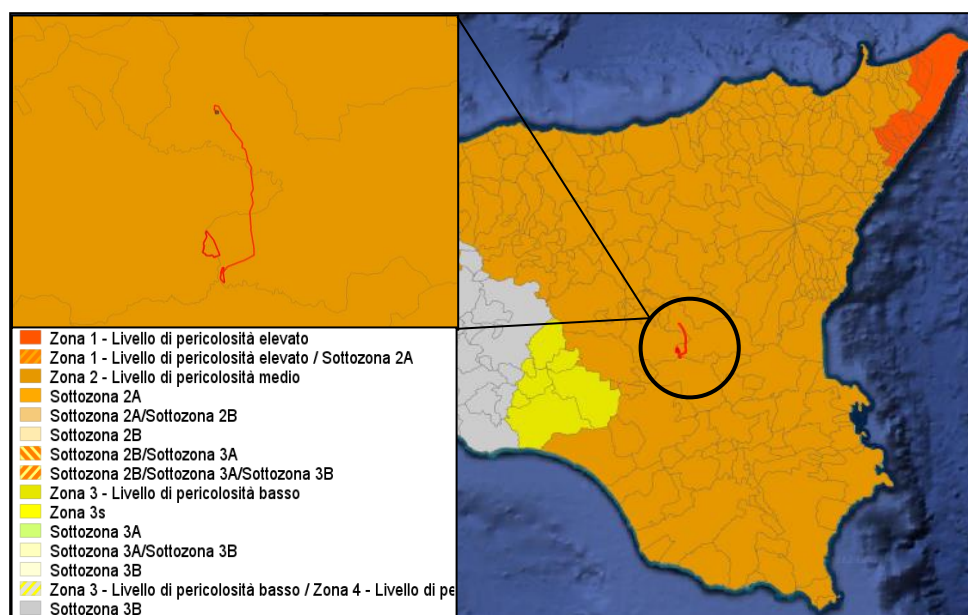 Zona 1 - Livello di pericolosità elevato
Zona 1 - Livello di pericolosità elevato / Sottozona 2A
Zona 2 - Livello di pericolosità medio
Sottozona 2A
Sottozona 2A/Sottozona 2B
Sottozona 2B
Sottozona 2B/Sottozona 3A
Sottozona 2B/Sottozona 3A/Sottozona 3B
Zona 3 - Livello di pericolosità basso
Zona 3s
Sottozona 3A
Sottozona 3A/Sottozona 3B
Sottozona 3B
Zona 3 - Livello di pericolosità basso / Zona 4 - Livello di pe
Sottozona 3B